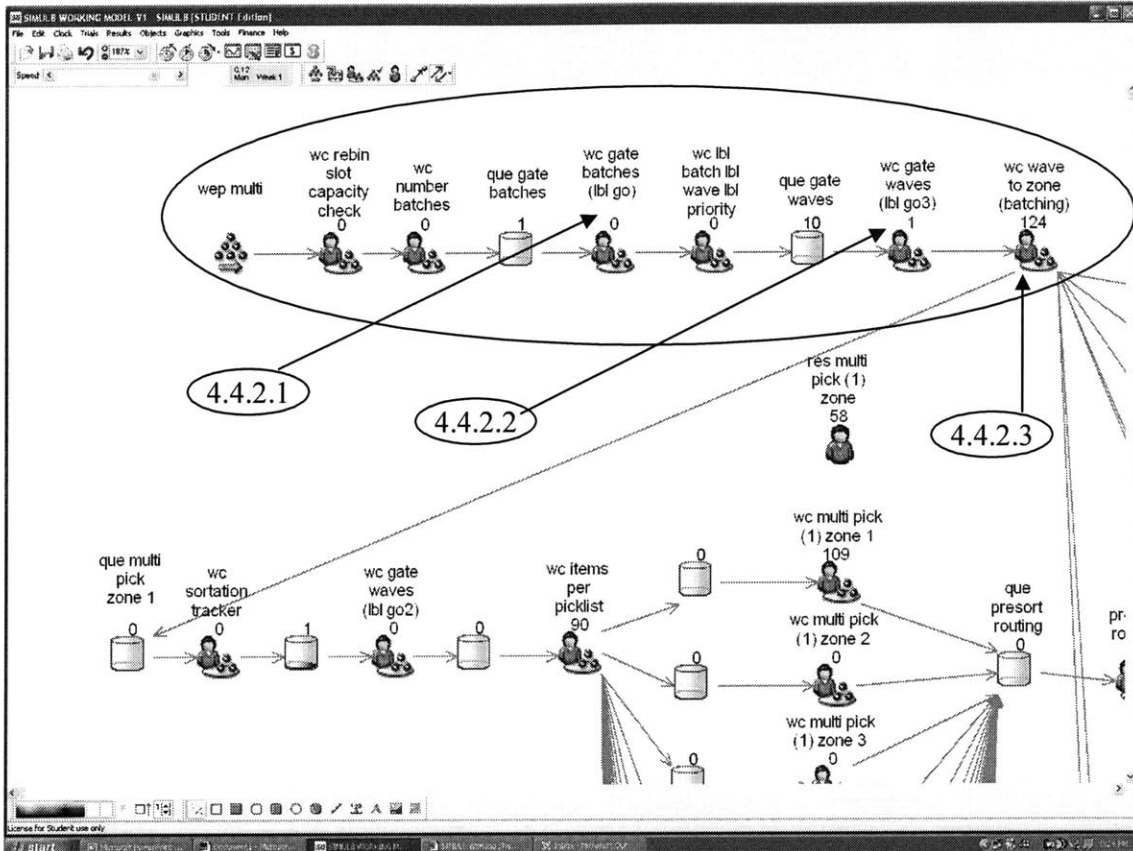 SIMUL8 WORKING MODEL V1 SIMUL8 [STUDENT Edition]
File Edit Clock Trials Results Objects Graphics Tools Finance Help
187%
Speed
0,12
Mon Week 1
wep multi
wc rebin
slot
capacity
check
0
wc
number
batches
0
que gate
batches
1
wc gate
batches
(lbl go)
0
wc lbl
batch lbl
wave lbl
priority
0
que gate
waves
10
wc gate
waves
(lbl go3)
1
wc wave
to zone
(batching)
124
4.4.2.1
4.4.2.2
4.4.2.3
res multi
pick (1)
zone
58
que multi
pick
zone 1
0
wc
sortation
tracker
0
1
wc gate
waves
(lbl go2)
0
0
wc items
per
picklist
90
0
wc multi pick
(1) zone 1
109
0
wc multi pick
(1) zone 2
0
0
wc multi pick
(1) zone 3
0
que
presort
routing
0
License for Student use only
start